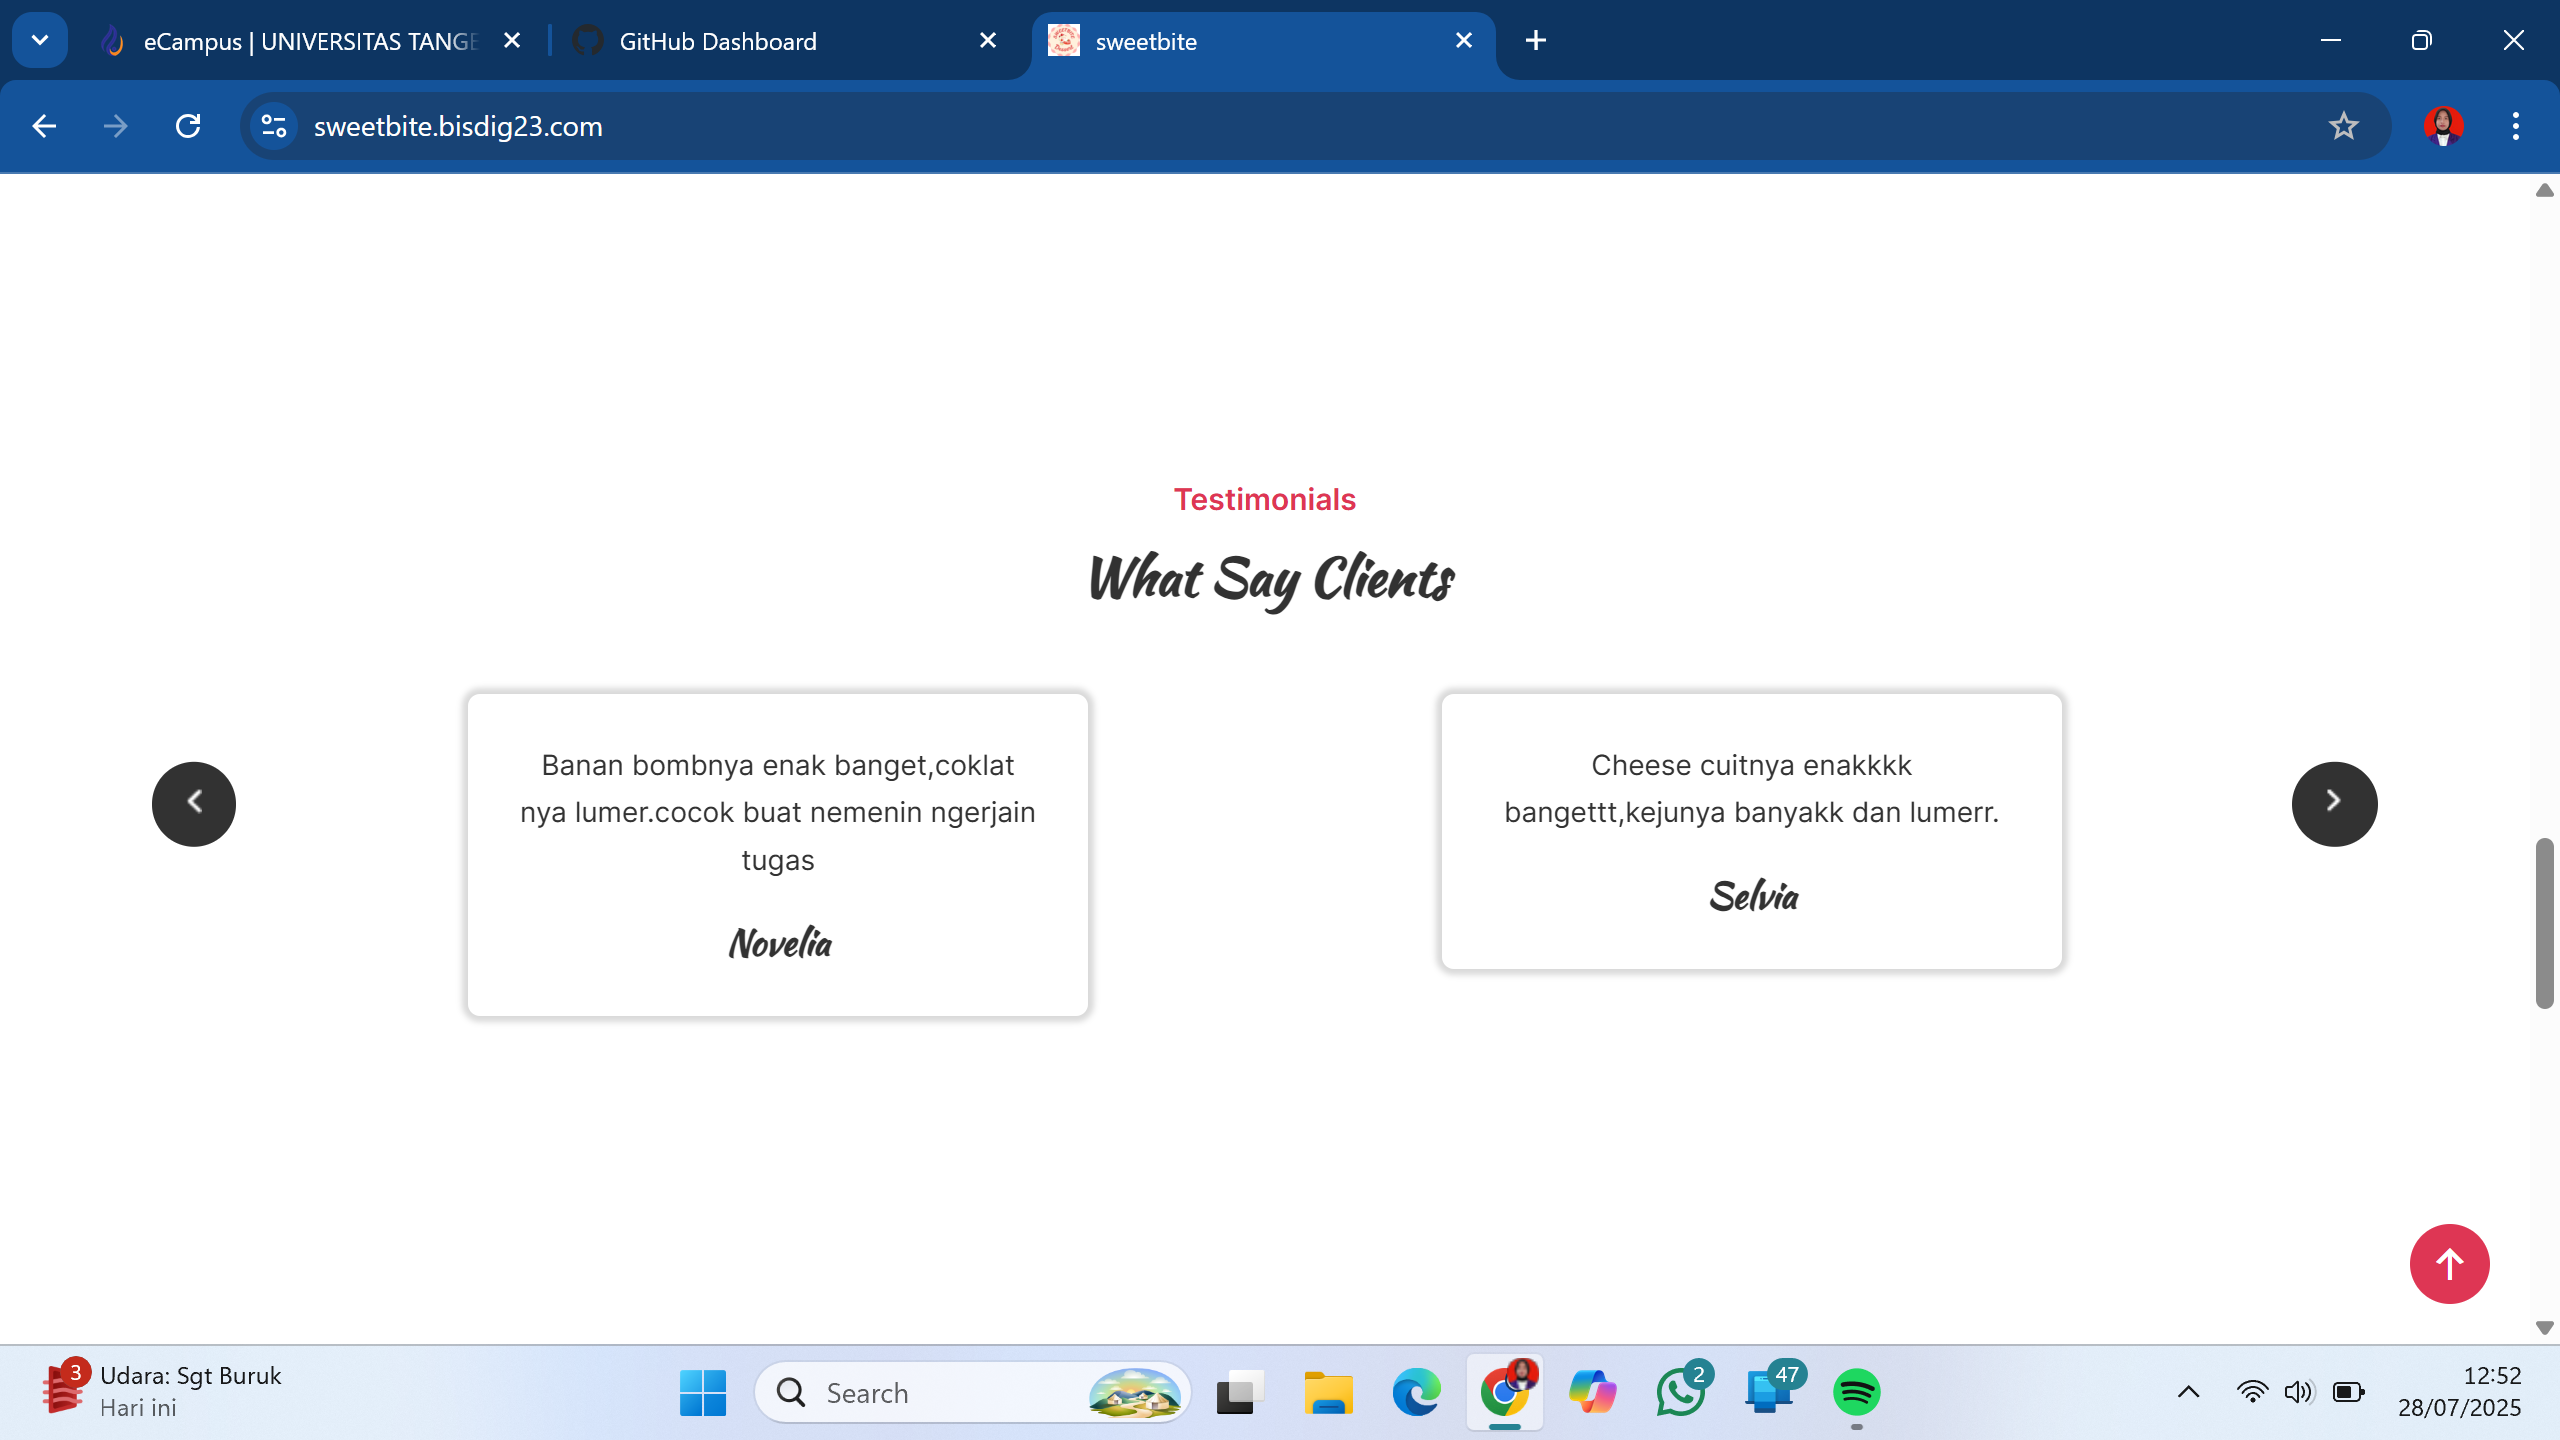 eCampus | UNIVERSITAS TANGE
GitHub Dashboard
sweetbite
sweetbite.bisdig23.com
Testimonials
What Say Clients
Banan bombnya enak banget,coklat
nya lumer.cocok buat nemenin ngerjain
tugas
Novelia
Cheese cuitnya enakkkk
bangettt,kejunya banyakk dan lumerr.
Selvia
3
Udara: Sgt Buruk
Hari ini
Search
2
47
12:52
28/07/2025